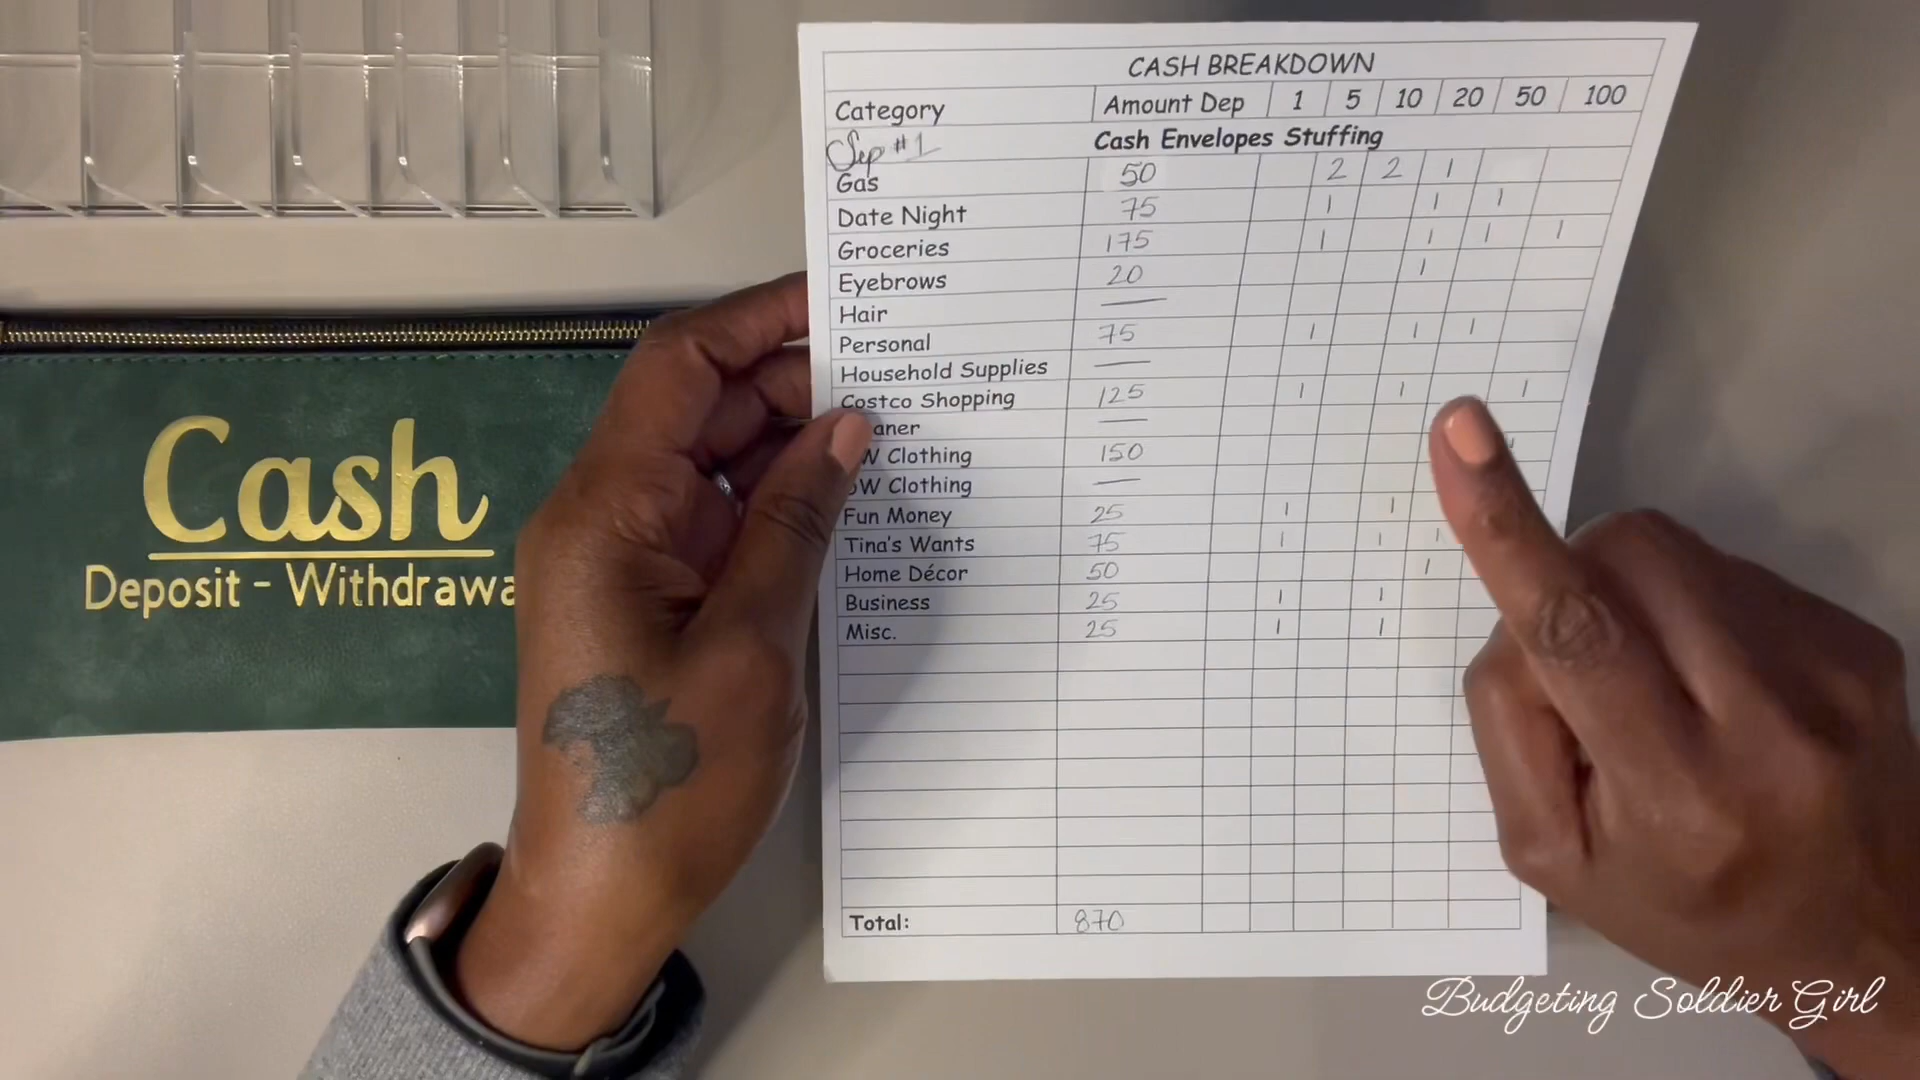 CASH BREAKDOWN
Category Amount Dep 1 5 10 20 50 100
Sep #1 Cash Envelopes Stuffing
Gas 50 2 2 1
Date Night 75 1 1 1
Groceries 175 1 1 1 1
Eyebrows 20 1
Hair —
Personal 75 1 1 1
Household Supplies —
Costco Shopping 125 1 1 1
aner —
W Clothing 150
W Clothing —
Fun Money 25 1 1
Tina's Wants 75 1 1 1
Home Décor 50 1
Business 25 1 1
Misc. 25 1 1
Total: 870
Cash
Deposit - Withdrawa
Budgeting Soldier Girl